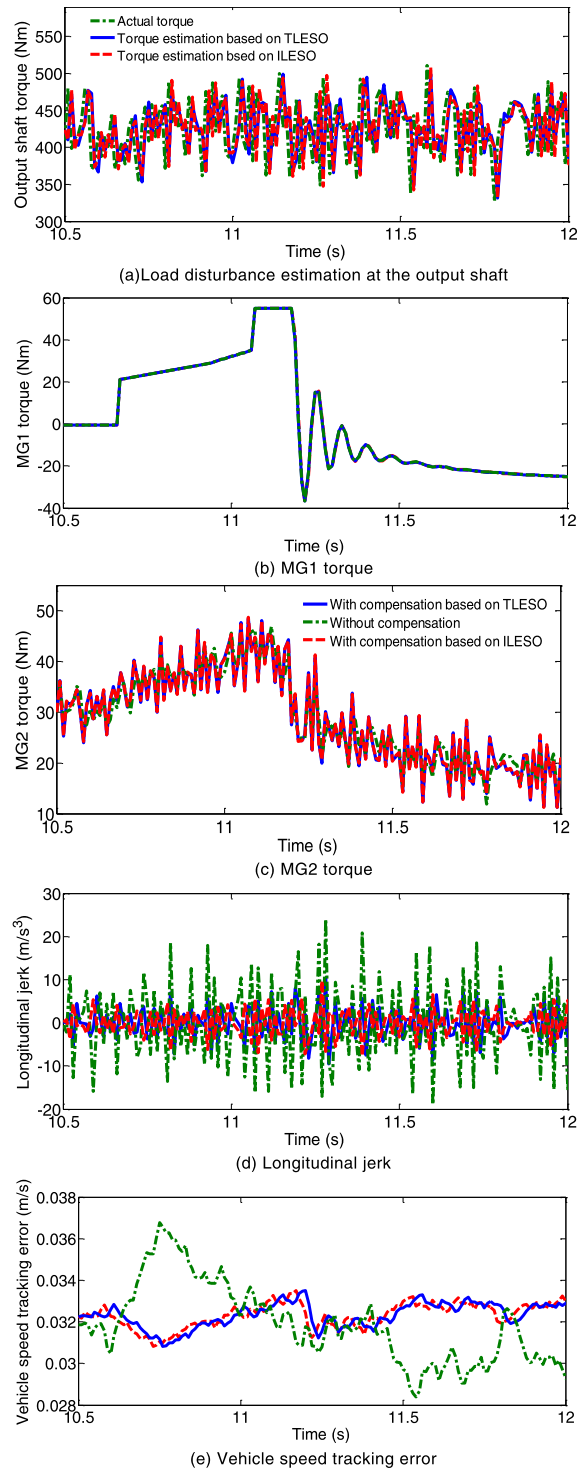 Actual torque
Torque estimation based on TLESO
Torque estimation bsed on ILESO
Output shaft torque (Nm)
550
500
450
400
350
300
10.5 11 11.5 12
Time (s)
(a)Load disturbance estimation at the output shaft
MG1 torque (Nm)
60
40
20
0
-20
-40
10.5 11 11.5 12
Time (s)
(b) MG1 torque
With compensation based on TLESO
Without compensation
With compensation based on ILESO
MG2 torque (Nm)
50
40
30
20
10
10.5 11 11.5 12
Time (s)
(c) MG2 torque
Longitudinal jerk (m/s³)
30
20
10
0
-10
-20
10.5 11 11.5 12
Time (s)
(d) Longitudinal jerk
Vehicle speed tracking error (m/s)
0.038
0.036
0.034
0.032
0.03
0.028
10.5 11 11.5 12
Time (s)
(e) Vehicle speed tracking error